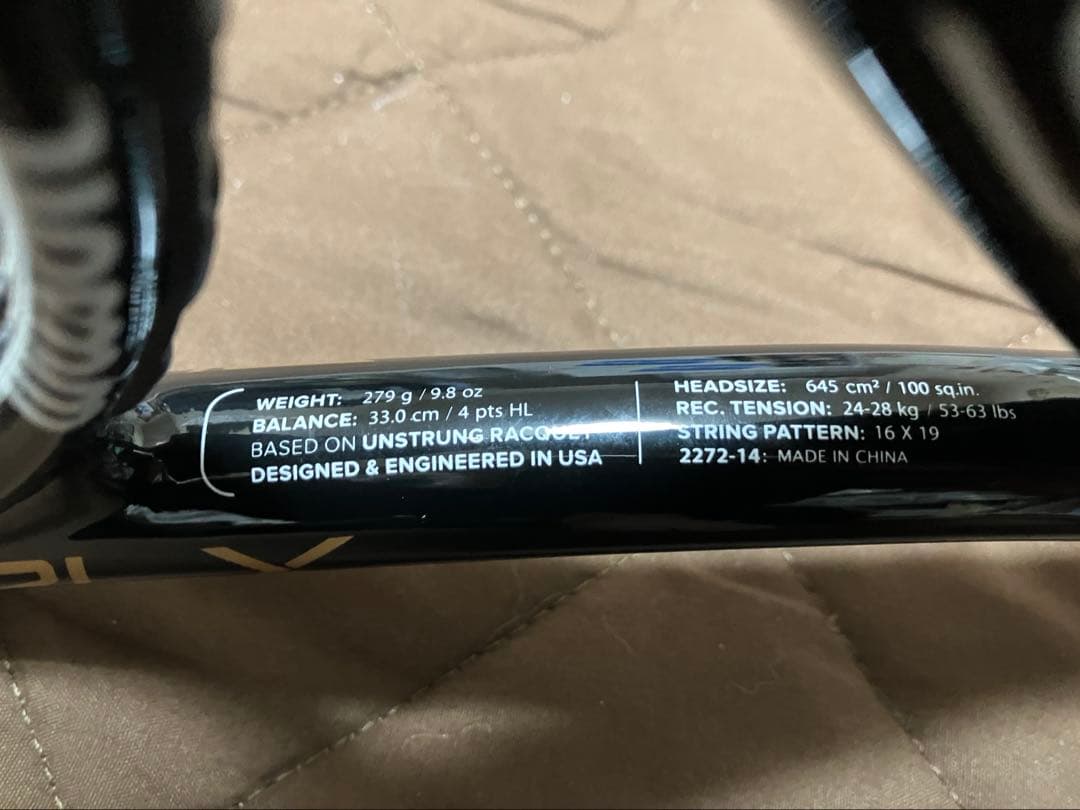 WEIGHT: 279 g / 9.8 oz
BALANCE: 33.0 cm / 4 pts HL
BASED ON UNSTRUNG RACQUET
DESIGNED & ENGINEERED IN USA
HEADSIZE: 645 cm² / 100 sq.in.
REC. TENSION: 24-28 kg / 53-63 lbs
STRING PATTERN: 16 X 19
2272-14: MADE IN CHINA